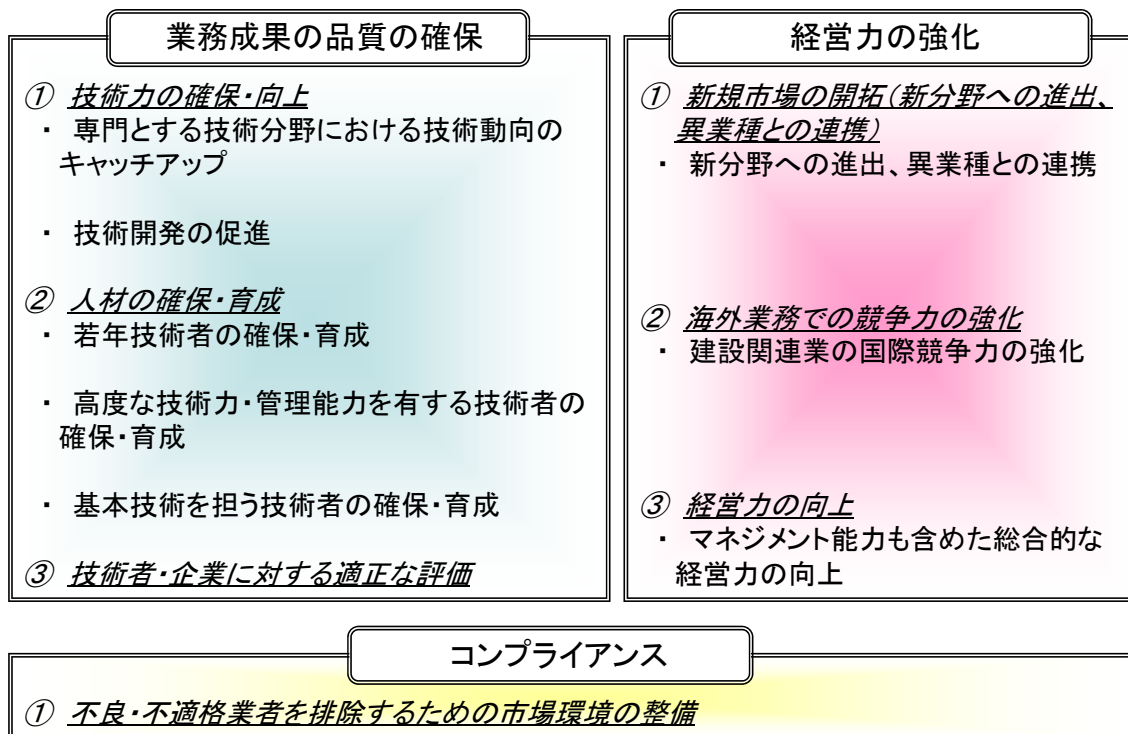 業務成果の品質の確保
① 技術力の確保・向上
・ 専門とする技術分野における技術動向の
キャッチアップ
・ 技術開発の促進
② 人材の確保・育成
・ 若年技術者の確保・育成
・ 高度な技術力・管理能力を有する技術者の
確保・育成
・ 基本技術を担う技術者の確保・育成
③ 技術者・企業に対する適正な評価
経営力の強化
① 新規市場の開拓(新分野への進出、
異業種との連携)
・ 新分野への進出、異業種との連携
② 海外業務での競争力の強化
・ 建設関連業の国際競争力の強化
③ 経営力の向上
・ マネジメント能力も含めた総合的な
経営力の向上
コンプライアンス
① 不良・不適格業者を排除するための市場環境の整備